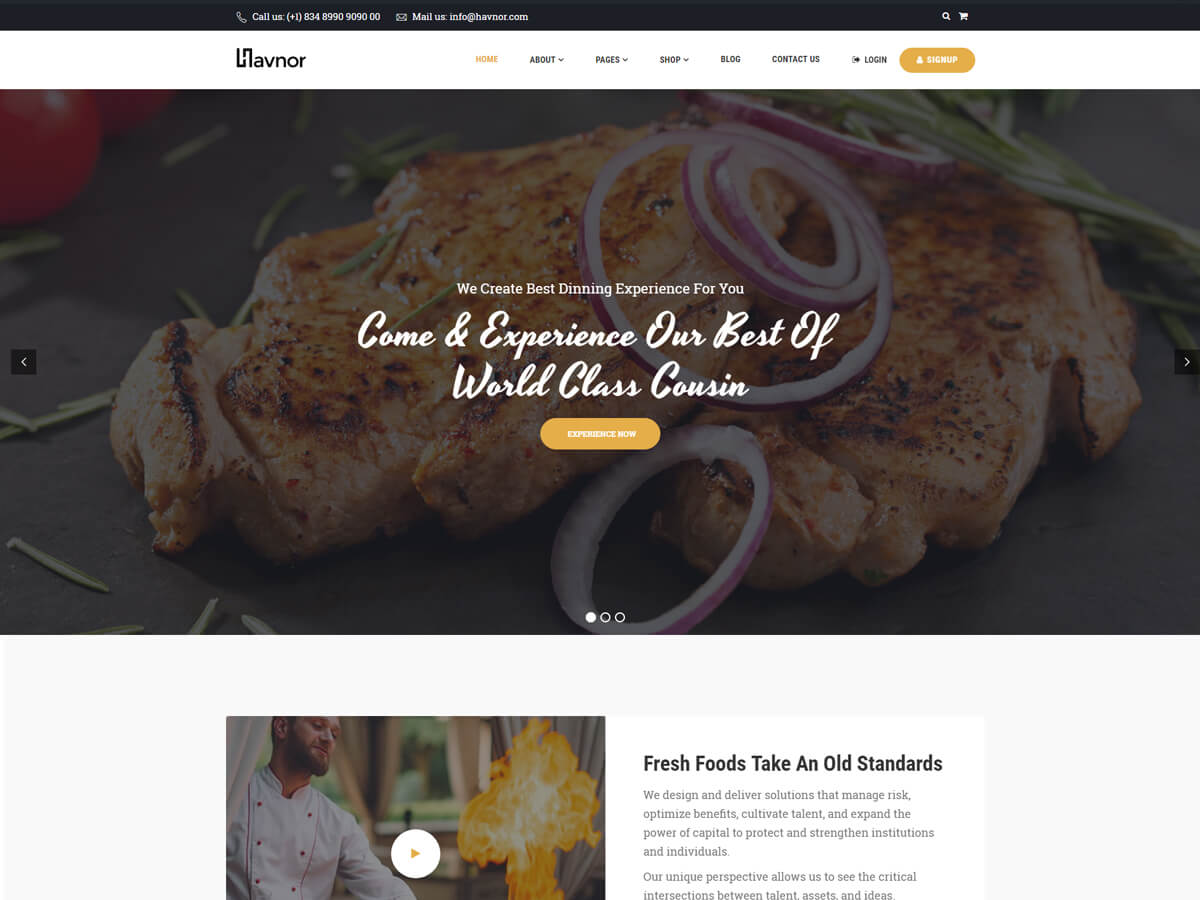 Call us: (+1) 834 8990 9090 00 Mail us: info@havnor.com
Havnor HOME ABOUT PAGES SHOP BLOG CONTACT US LOGIN SIGNUP
We Create Best Dinning Experience For You
Come & Experience Our Best Of
World Class Cousin
EXPERIENCE NOW
Fresh Foods Take An Old Standards
We design and deliver solutions that manage risk,
optimize benefits, cultivate talent, and expand the
power of capital to protect and strengthen institutions
and individuals.
Our unique perspective allows us to see the critical
intersections between talent, assets, and ideas.